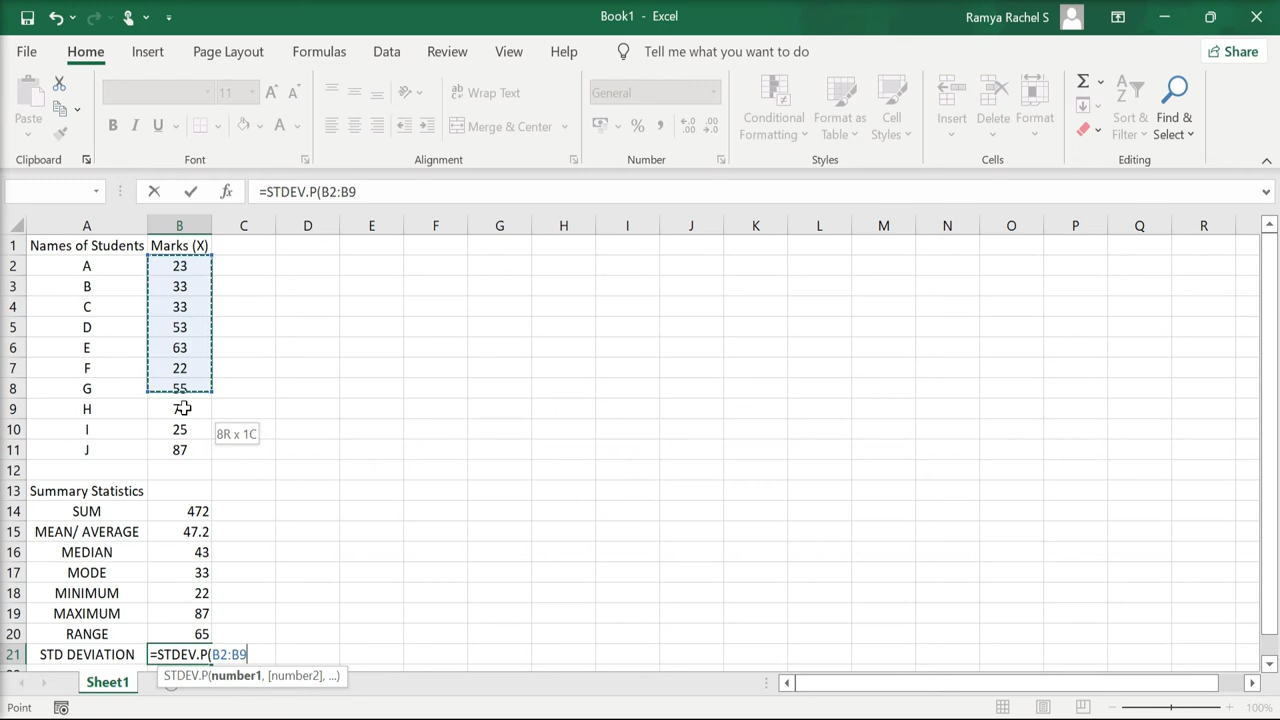 Book1 - Excel
Ramya Rachel S
File Home Insert Page Layout Formulas Data Review View Help Tell me what you want to do Share
Paste
11 A A
B I U A
Wrap Text
Merge & Center
General
% ,
Conditional Formatting
Format as Table
Cell Styles
Insert Delete Format
Sort & Filter
Find & Select
Clipboard Font Alignment Number Styles Cells Editing
fx =STDEV.P(B2:B9
A B C D E F G H I J K L M N O P Q R
1 Names of Students Marks (X)
2 A 23
3 B 33
4 C 33
5 D 53
6 E 63
7 F 22
8 G 55
9 H
8R x 1C
10 I 25
11 J 87
12
13 Summary Statistics
14 SUM 472
15 MEAN/ AVERAGE 47.2
16 MEDIAN 43
17 MODE 33
18 MINIMUM 22
19 MAXIMUM 87
20 RANGE 65
21 STD DEVIATION =STDEV.P(B2:B9
STDEV.P(number1, [number2], ...)
Sheet1
Point
100%